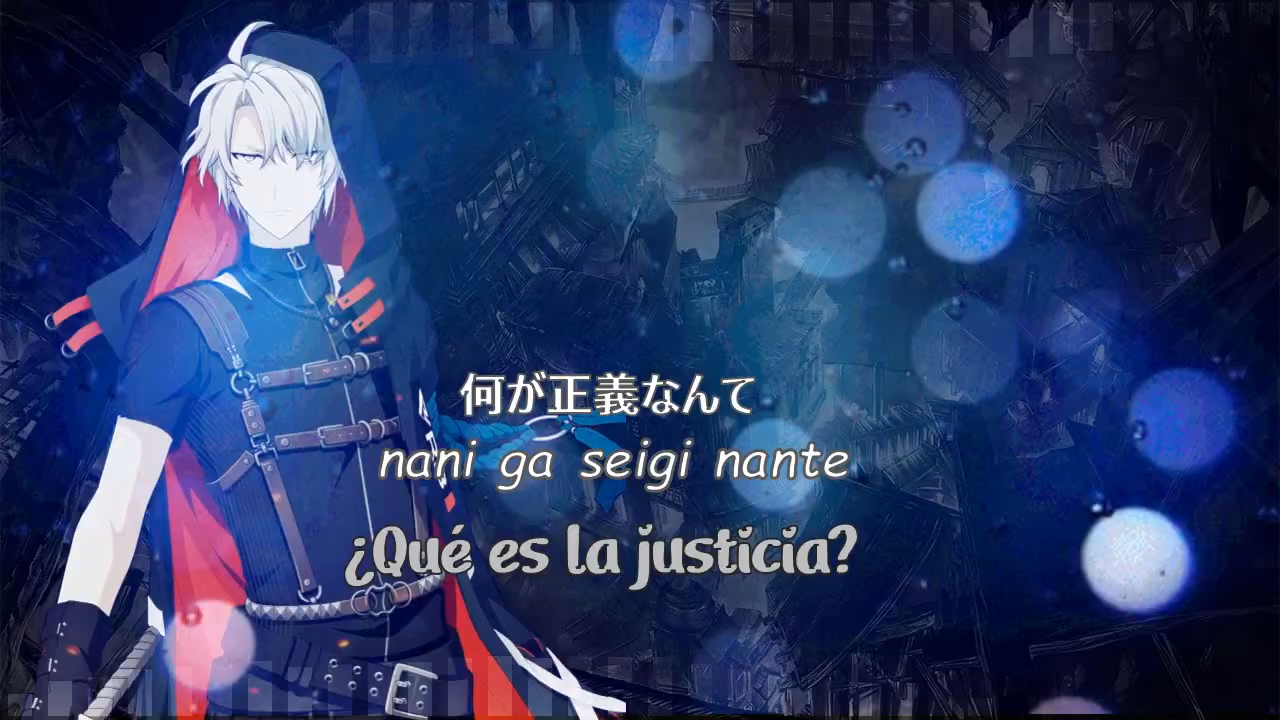 何が正義なんて
nani ga seigi nante
¿Qué es la justicia?